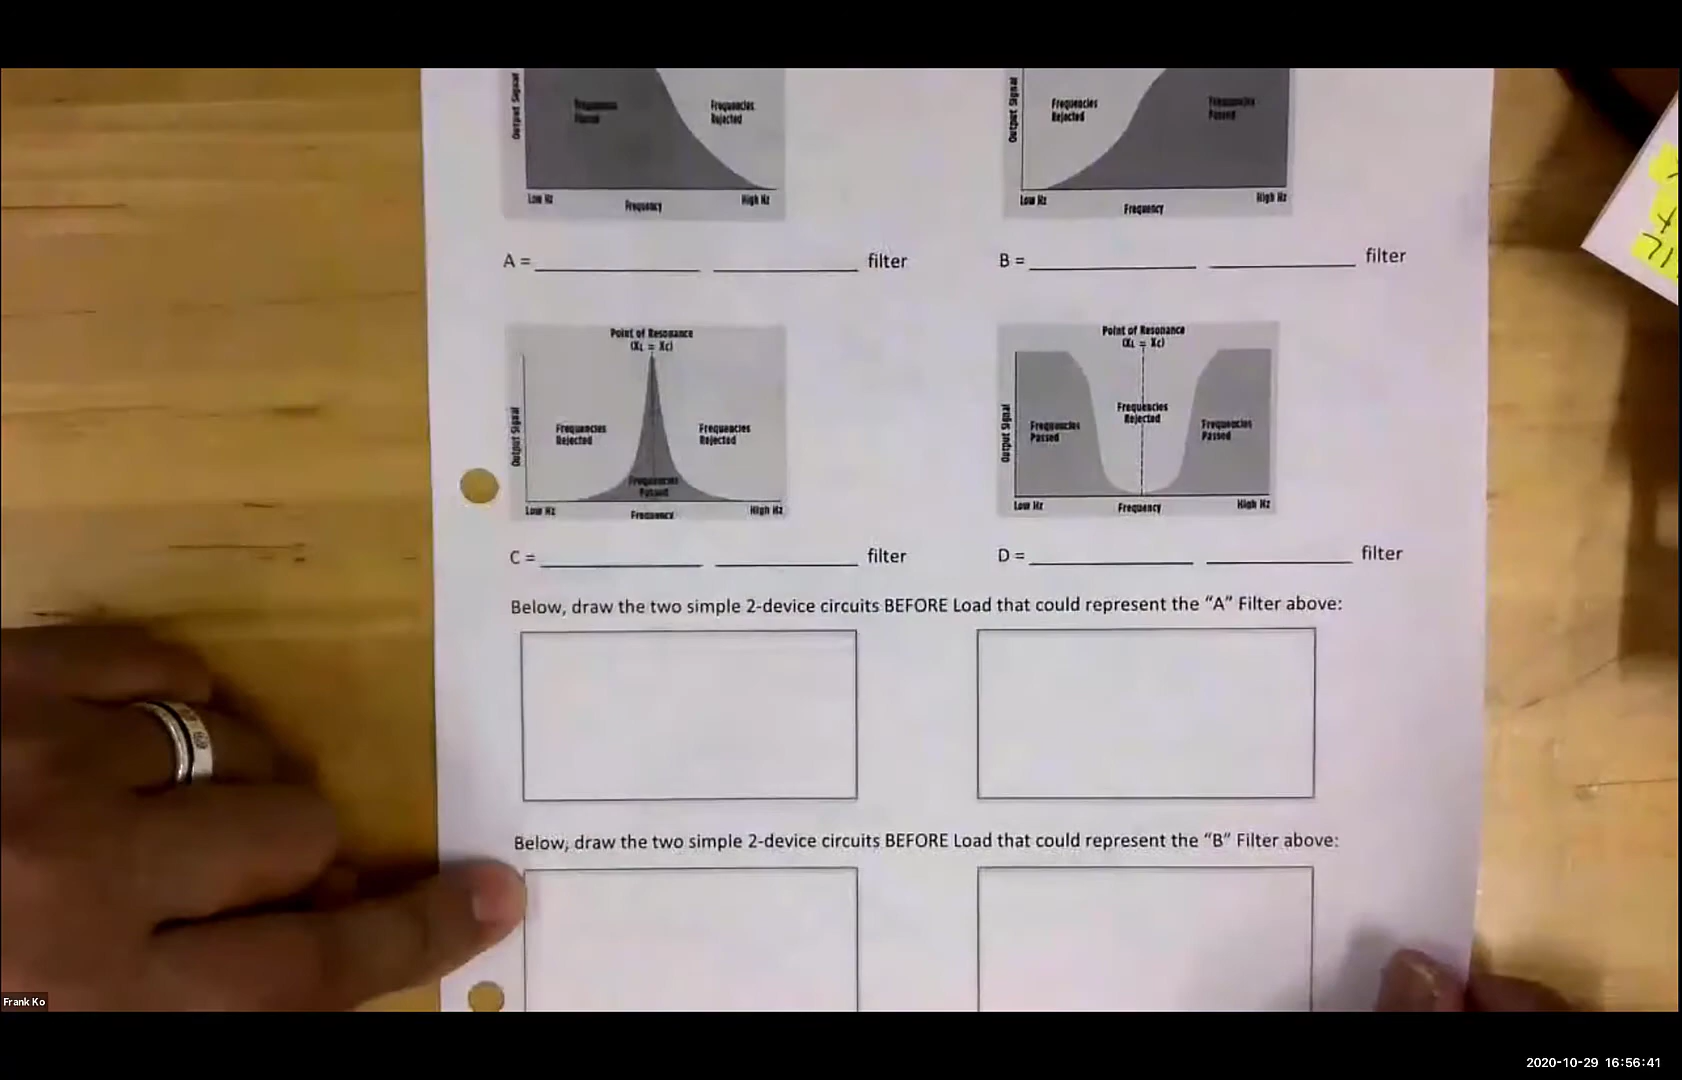 Output Signal
Frequencies
Passed
Frequencies
Rejected
Low Hz
Frequency
High Hz
Output Signal
Frequencies
Rejected
Frequencies
Passed
Low Hz
Frequency
High Hz
A = filter
B = filter
Point of Resonance
(XL = XC)
Output Signal
Frequencies
Rejected
Frequencies
Rejected
Frequencies
Passed
Low Hz
Frequency
High Hz
Point of Resonance
(XL = XC)
Output Signal
Frequencies
Passed
Frequencies
Rejected
Frequencies
Passed
Low Hz
Frequency
High Hz
C = filter
D = filter
Below, draw the two simple 2-device circuits BEFORE Load that could represent the “A” Filter above:
Below, draw the two simple 2-device circuits BEFORE Load that could represent the “B” Filter above:
Frank Ko
2020-10-29 16:56:41